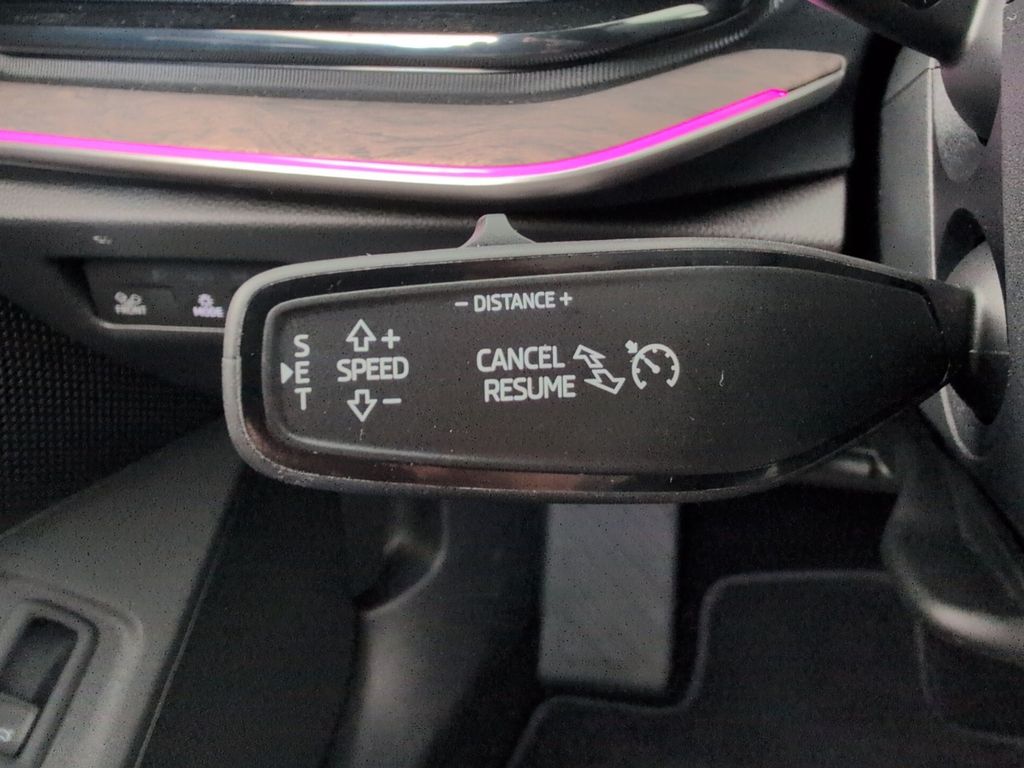 − DISTANCE +
SET
+
SPEED
−
CANCEL
RESUME
FRONT
MODE